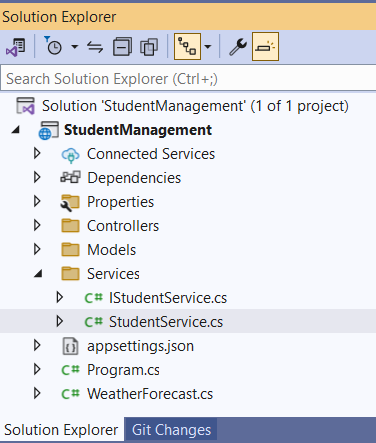 Solution Explorer
Search Solution Explorer (Ctrl+;)
Solution 'StudentManagement' (1 of 1 project)
StudentManagement
Connected Services
Dependencies
Properties
Controllers
Models
Services
C# IStudentService.cs
C# StudentService.cs
appsettings.json
C# Program.cs
C# WeatherForecast.cs
Solution Explorer Git Changes